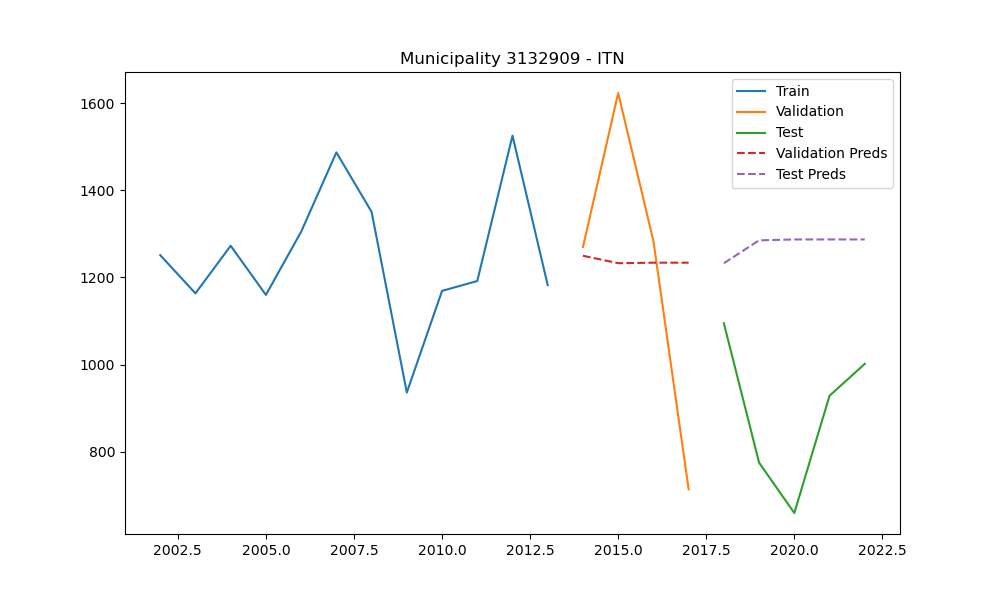 Municipality 3132909 - ITN
1600
1400
1200
1000
800
Train
Validation
Test
Validation Preds
Test Preds
2002.5 2005.0 2007.5 2010.0 2012.5 2015.0 2017.5 2020.0 2022.5